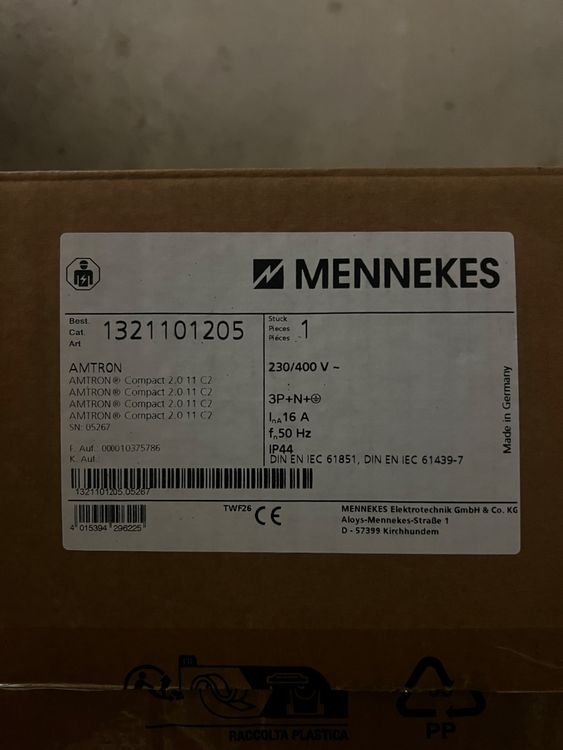 MENNEKES
Best.
Cat.
Art
1321101205
Stück
Pieces
Pièces
1
AMTRON
AMTRON® Compact 2.0 11 C2
AMTRON® Compact 2.0 11 C2
AMTRON® Compact 2.0 11 C2
AMTRON® Compact 2.0 11 C2
SN: 05267
F. Auf. 000010375786
K. Auf.
230/400 V ~
3P+N+
InA 16 A
fn 50 Hz
IP44
DIN EN IEC 61851, DIN EN IEC 61439-7
Made in Germany
1321101205.05267
4 015394 296225
TWF26
CE
MENNEKES Elektrotechnik GmbH & Co. KG
Aloys-Mennekes-Straße 1
D - 57399 Kirchhundem
RACCOLTA PLASTICA
PP